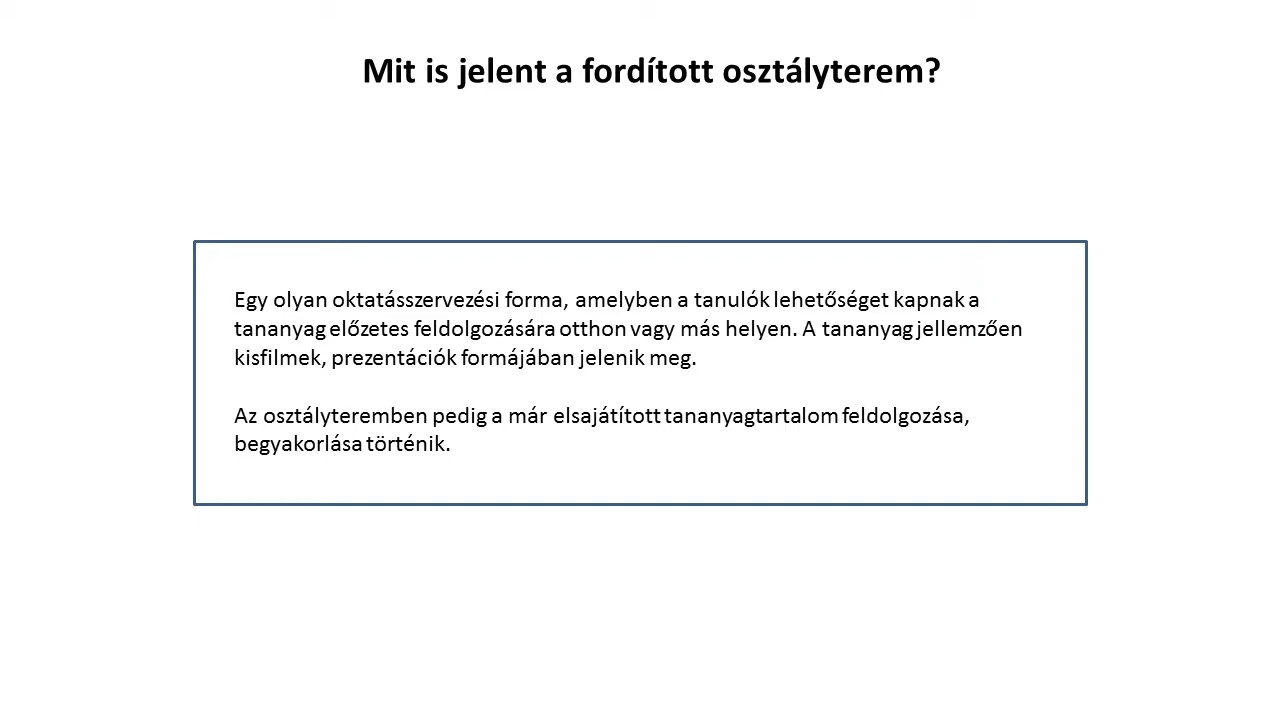 Mit is jelent a fordított osztályterem?
Egy olyan oktatásszervezési forma, amelyben a tanulók lehetőséget kapnak a
tananyag előzetes feldolgozására otthon vagy más helyen. A tananyag jellemzően
kisfilmek, prezentációk formájában jelenik meg.
Az osztályteremben pedig a már elsajátított tananyagtartalom feldolgozása,
begyakorlása történik.